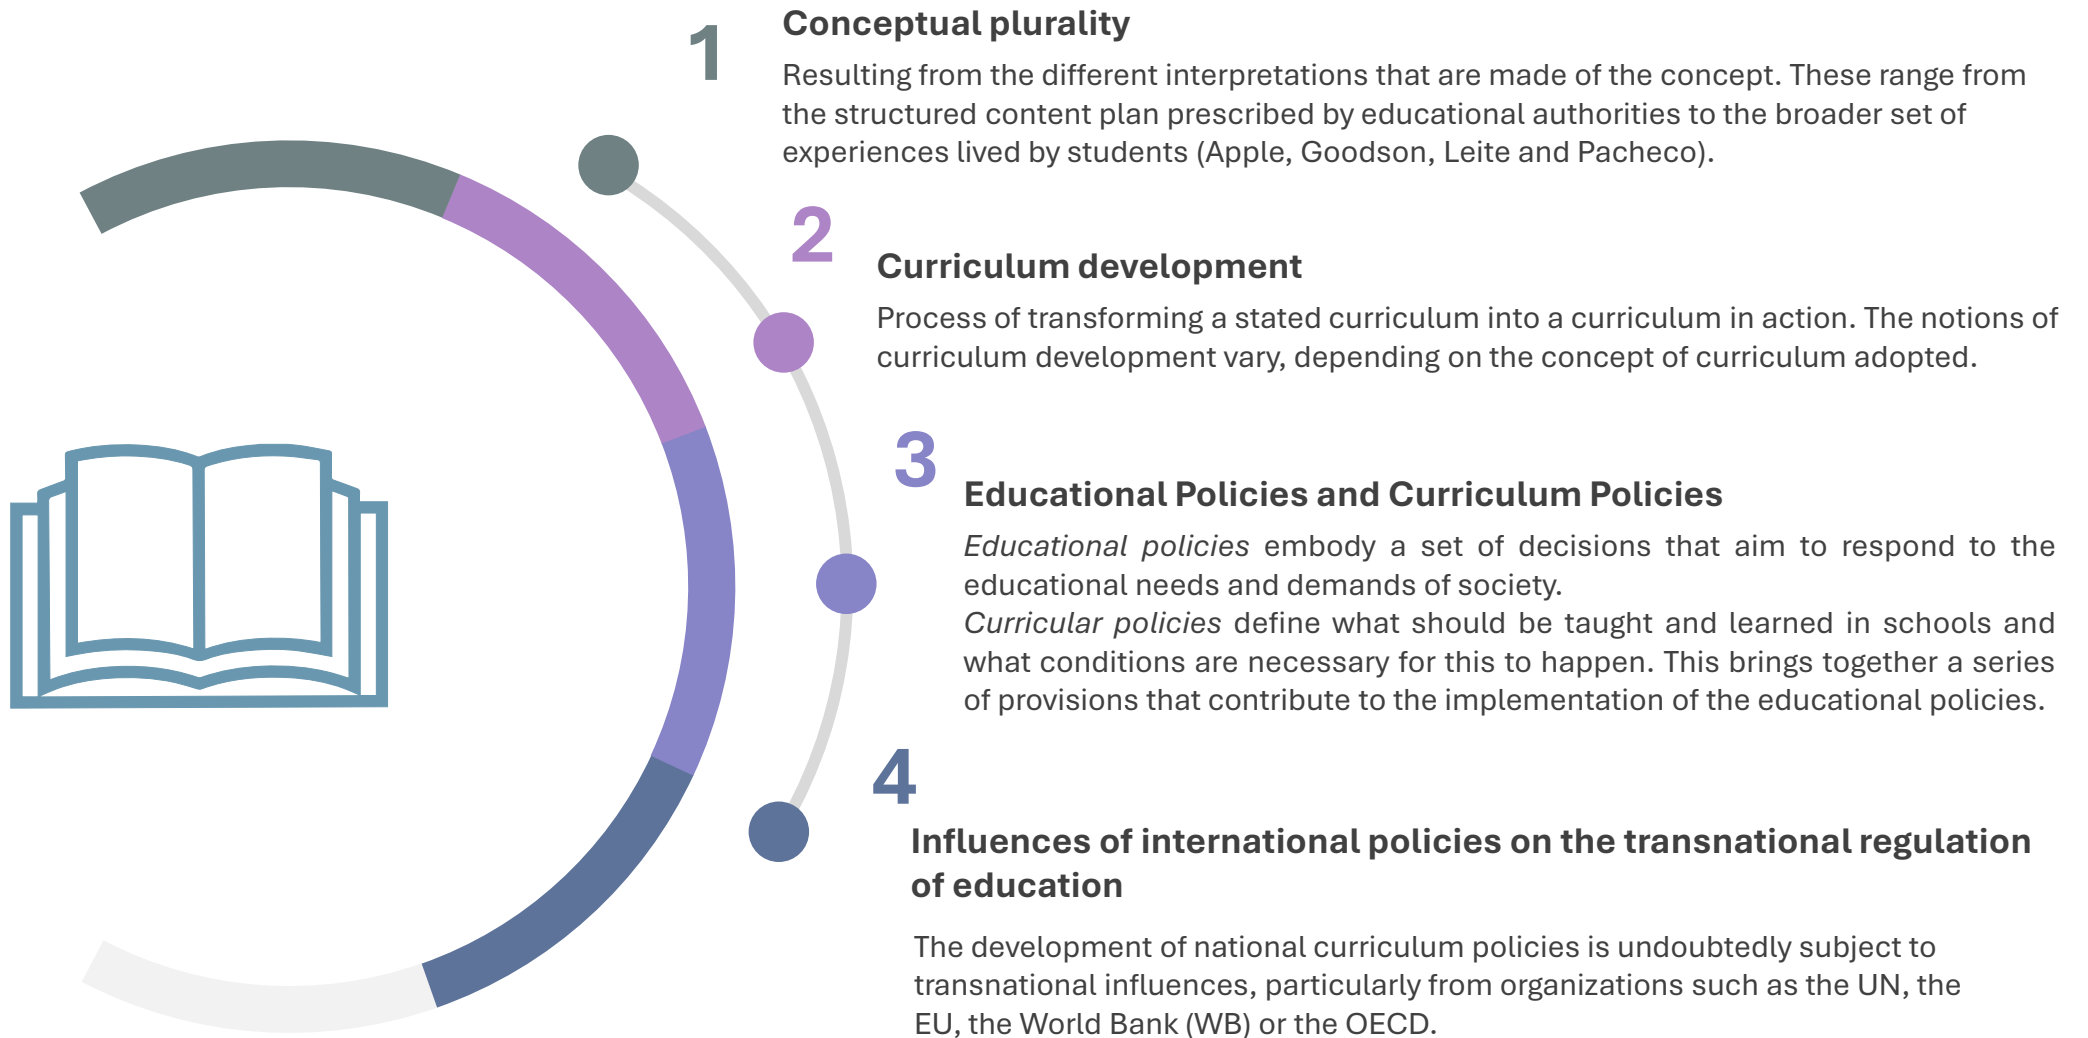 1
Conceptual plurality
Resulting from the different interpretations that are made of the concept. These range from
the structured content plan prescribed by educational authorities to the broader set of
experiences lived by students (Apple, Goodson, Leite and Pacheco).
2
Curriculum development
Process of transforming a stated curriculum into a curriculum in action. The notions of
curriculum development vary, depending on the concept of curriculum adopted.
3
Educational Policies and Curriculum Policies
Educational policies embody a set of decisions that aim to respond to the
educational needs and demands of society.
Curricular policies define what should be taught and learned in schools and
what conditions are necessary for this to happen. This brings together a series
of provisions that contribute to the implementation of the educational policies.
4
Influences of international policies on the transnational regulation
of education
The development of national curriculum policies is undoubtedly subject to
transnational influences, particularly from organizations such as the UN, the
EU, the World Bank (WB) or the OECD.